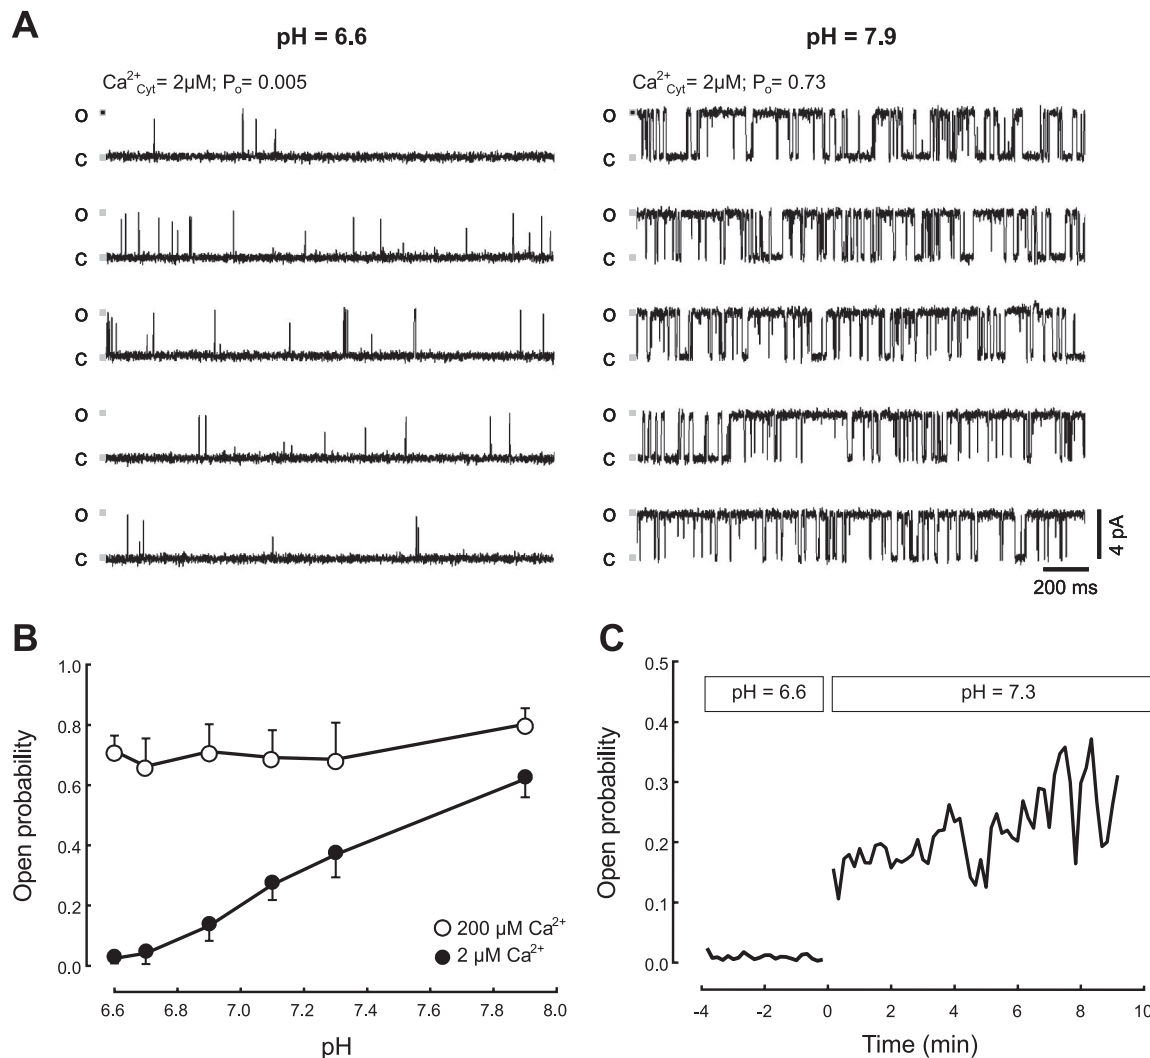 A
pH = 6.6
pH = 7.9
Ca²⁺Cyt= 2µM; Po= 0.005
Ca²⁺Cyt= 2µM; Po= 0.73
O
C
O
C
O
C
O
C
O
C
O
C
O
C
O
C
O
C
O
C
4 pA
200 ms
B
Open probability
1.0
0.8
0.6
0.4
0.2
0.0
200 µM Ca²⁺
2 µM Ca²⁺
6.6 6.8 7.0 7.2 7.4 7.6 7.8 8.0
pH
C
Open probability
0.5
0.4
0.3
0.2
0.1
0.0
pH = 6.6
pH = 7.3
-4 -2 0 2 4 6 8 10
Time (min)